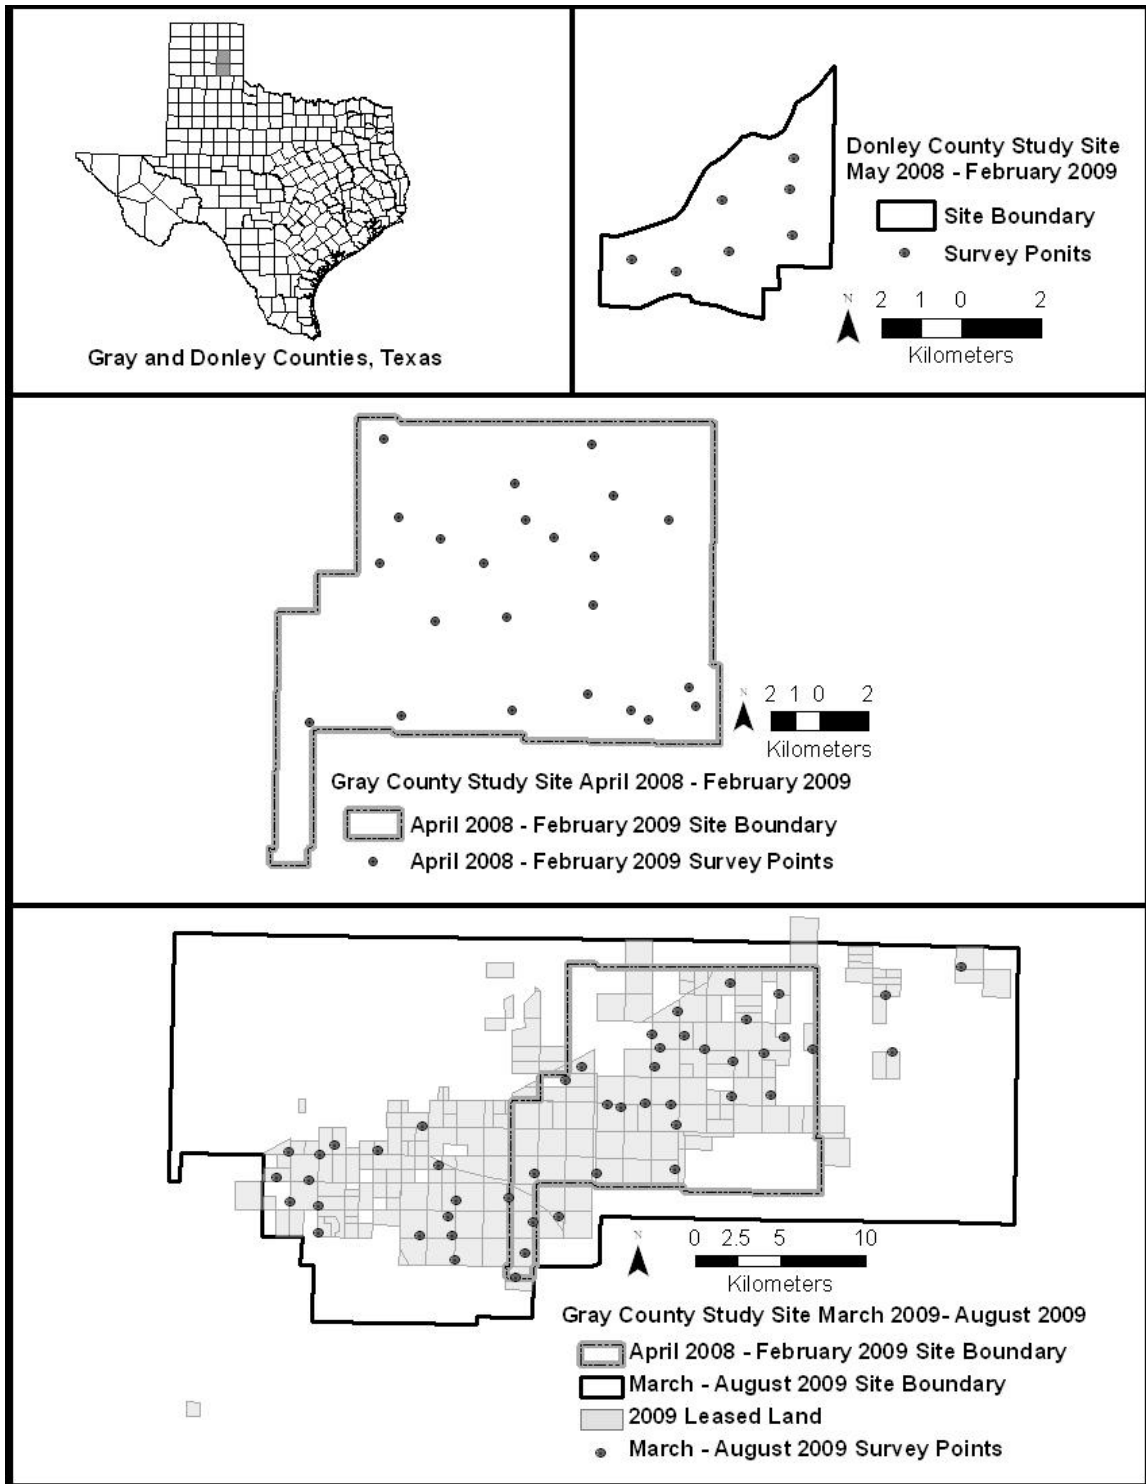 Gray and Donley Counties, Texas
Donley County Study Site
May 2008 - February 2009
Site Boundary
Survey Ponits
N
2 1 0 2
Kilometers
N
2 1 0 2
Kilometers
Gray County Study Site April 2008 - February 2009
April 2008 - February 2009 Site Boundary
April 2008 - February 2009 Survey Points
N
0 2.5 5 10
Kilometers
Gray County Study Site March 2009- August 2009
April 2008 - February 2009 Site Boundary
March - August 2009 Site Boundary
2009 Leased Land
March - August 2009 Survey Points